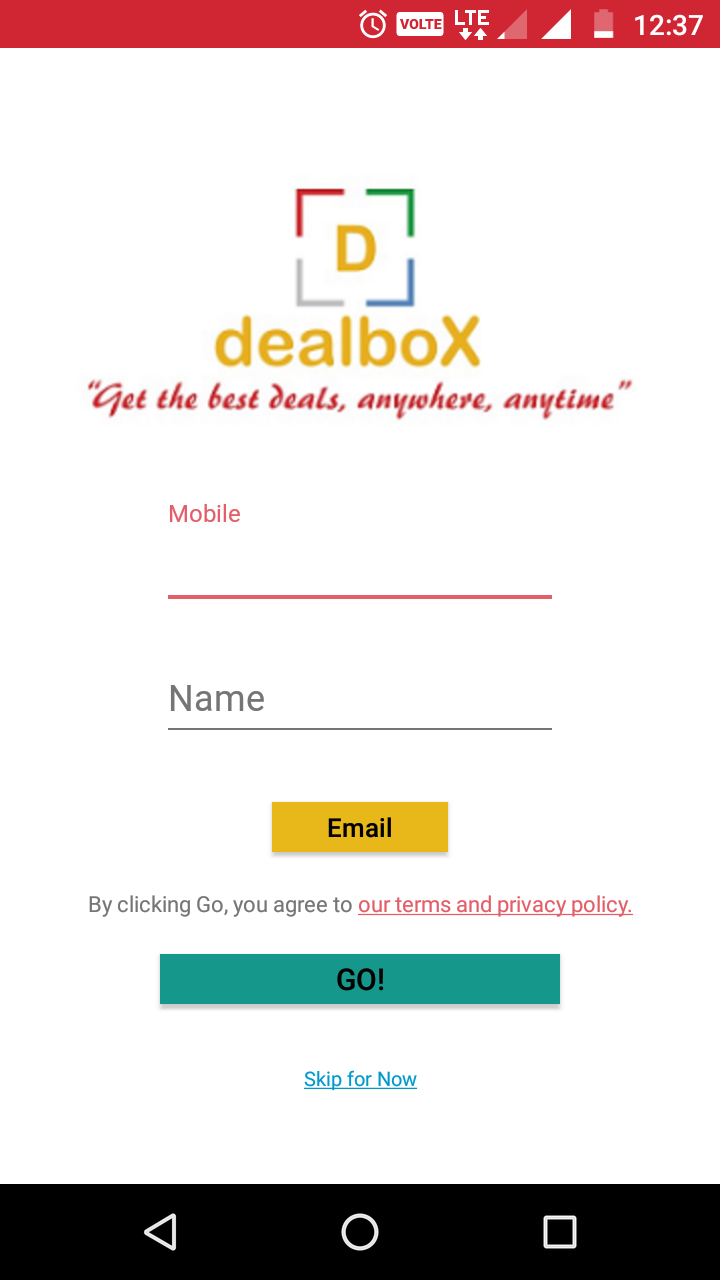 VOLTE LTE 12:37
D
dealboX
“Get the best deals, anywhere, anytime”
Mobile
Name
Email
By clicking Go, you agree to our terms and privacy policy.
GO!
Skip for Now